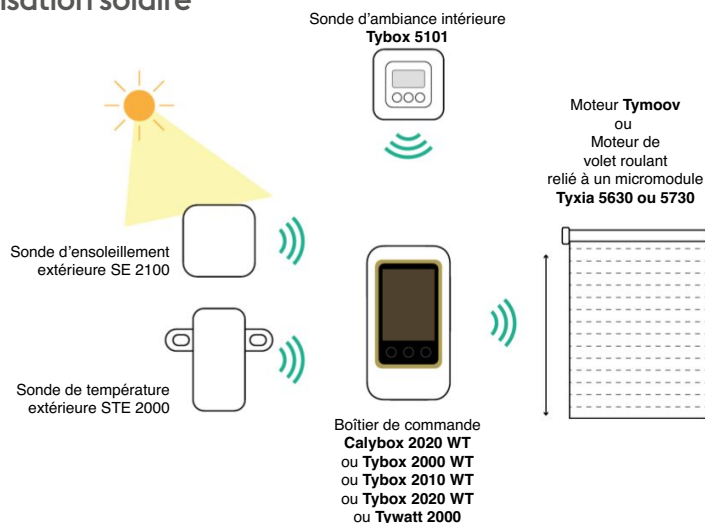 isation solaire
Sonde d'ambiance intérieure
Tybox 5101
Moteur Tymoov
ou
Moteur de
volet roulant
relié à un micromodule
Tyxia 5630 ou 5730
Sonde d'ensoleillement
extérieure SE 2100
Sonde de température
extérieure STE 2000
Boîtier de commande
Calybox 2020 WT
ou Tybox 2000 WT
ou Tybox 2010 WT
ou Tybox 2020 WT
ou Tywatt 2000